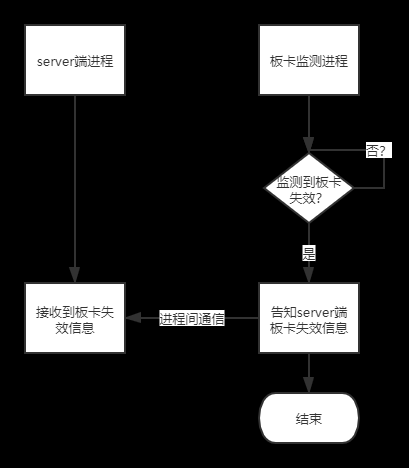 server端进程
板卡监测进程
否?
监测到板卡
失效?
是
接收到板卡失
效信息
进程间通信
告知server端
板卡失效信息
结束